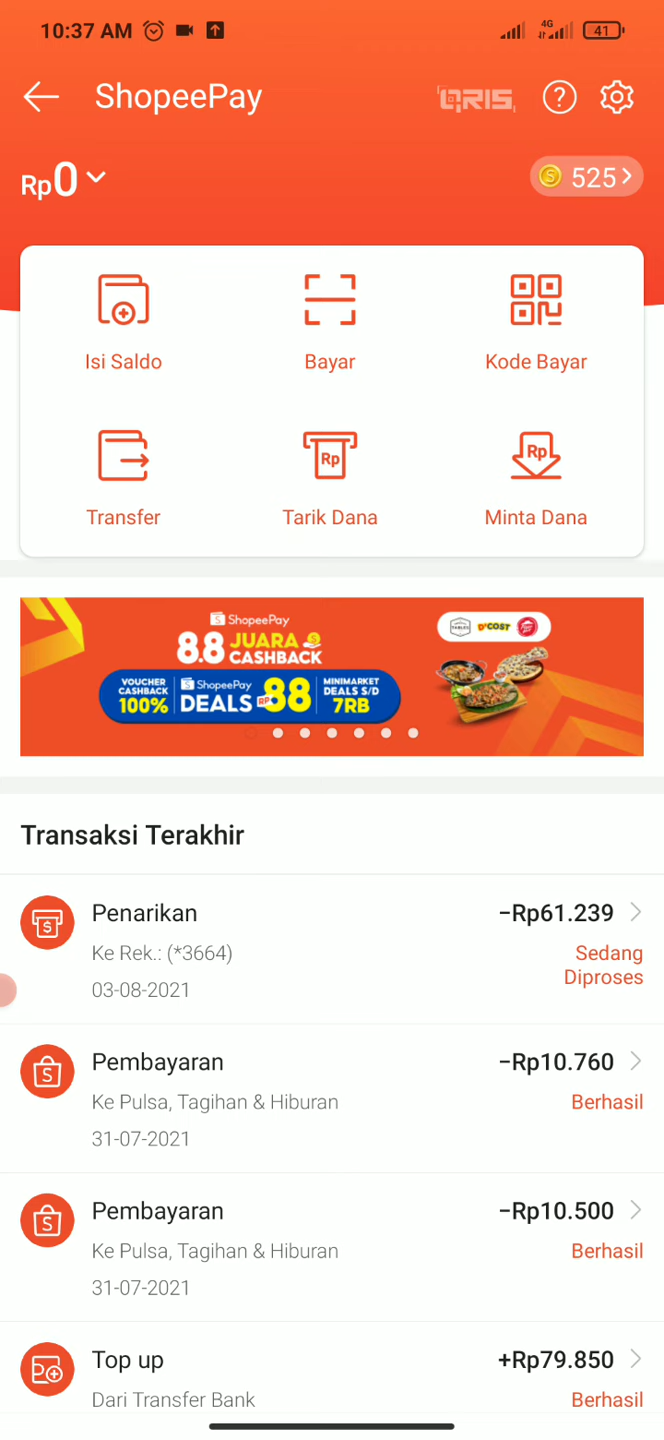 10:37 AM 4G 41
ShopeePay QRIS ?
Rp0 S 525
Isi Saldo Bayar Kode Bayar
Rp Rp
Transfer Tarik Dana Minta Dana
S ShopeePay
8.8 JUARA S
CASHBACK
D'COST
VOUCHER
CASHBACK
100%
S ShopeePay RP 88
DEALS
MINIMARKET
DEALS S/D
7RB
Transaksi Terakhir
$ Penarikan -Rp61.239
Ke Rek.: (*3664) Sedang
Diproses
03-08-2021
S Pembayaran -Rp10.760
Ke Pulsa, Tagihan & Hiburan Berhasil
31-07-2021
S Pembayaran -Rp10.500
Ke Pulsa, Tagihan & Hiburan Berhasil
31-07-2021
Top up +Rp79.850
Dari Transfer Bank Berhasil